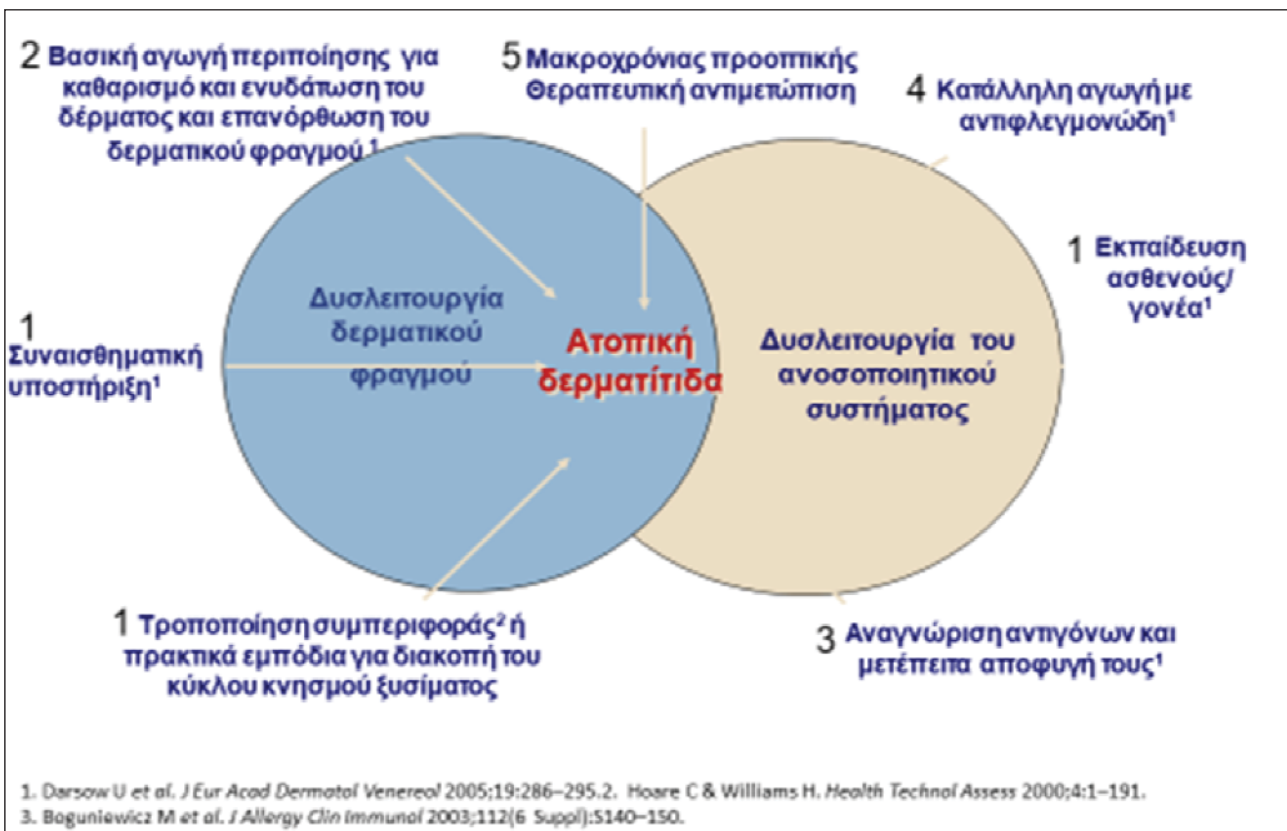 2 Βασική αγωγή περιποίησης για
καθαρισμό και ενυδάτωση του
δέρματος και επανόρθωση του
δερματικού φραγμού¹
5 Μακροχρόνιας προοπτικής
Θεραπευτική αντιμετώπιση
4 Κατάλληλη αγωγή με
αντιφλεγμονώδη¹
1 Εκπαίδευση
ασθενούς/
γονέα¹
1
Συναισθηματική
υποστήριξη¹
Δυσλειτουργία
δερματικού
φραγμού
Ατοπική
δερματίτιδα
Δυσλειτουργία του
ανοσοποιητικού
συστήματος
1 Τροποποίηση συμπεριφοράς² ή
πρακτικά εμπόδια για διακοπή του
κύκλου κνησμού ξυσίματος
3 Αναγνώριση αντιγόνων και
μετέπειτα αποφυγή τους¹
1. Darsow U et al. J Eur Acad Dermatol Venereol 2005;19:286–295.2. Hoare C & Williams H. Health Technol Assess 2000;4:1–191.
3. Boguniewicz M et al. J Allergy Clin Immunol 2003;112(6 Suppl):S140–150.